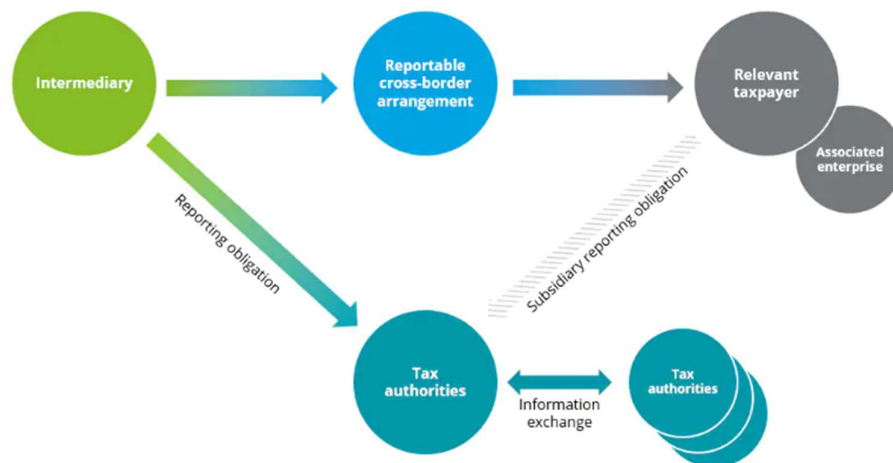 Intermediary
Reportable
cross-border
arrangement
Relevant
taxpayer
Associated
enterprise
Reporting obligation
Subsidiary reporting obligation
Tax
authorities
Information
exchange
Tax
authorities